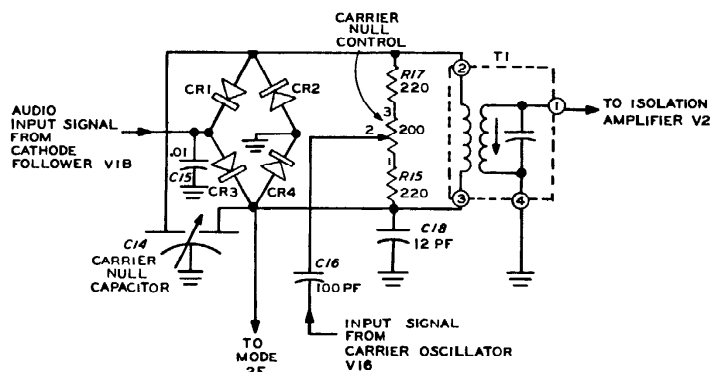 CARRIER
NULL
CONTROL
CR1
CR2
R17
220
T1
2
1
TO ISOLATION
AMPLIFIER V2
AUDIO
INPUT SIGNAL
FROM
CATHODE
FOLLOWER V1B
3
2
200
1
.01
C15
CR3
CR4
R15
220
3
4
C14
CARRIER
NULL
CAPACITOR
C18
12 PF
C16
100 PF
TO
MODE
INPUT SIGNAL
FROM
CARRIER OSCILLATOR
V16